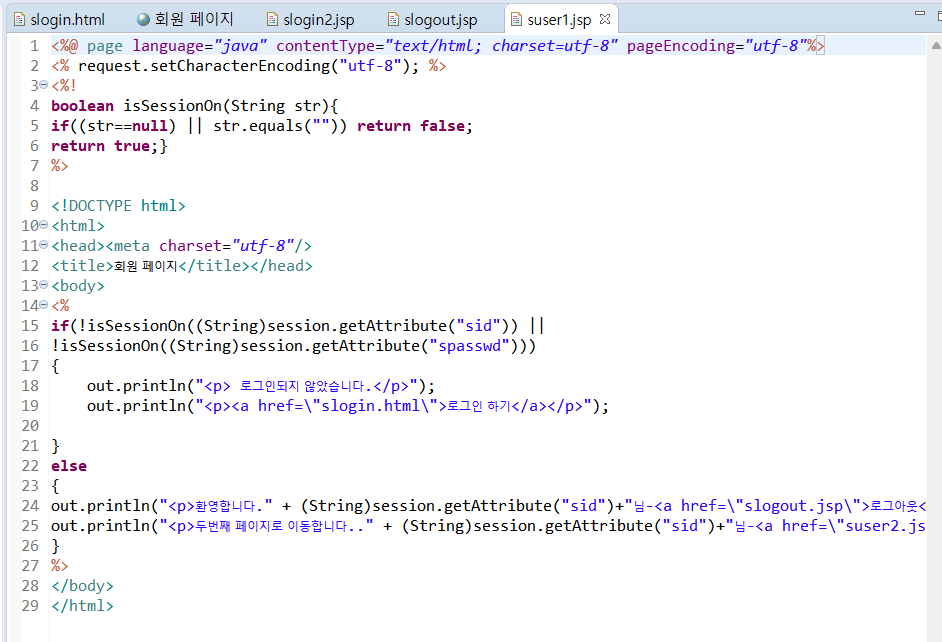 slogin.html 회원 페이지 slogin2.jsp slogout.jsp suser1.jsp
1 <%@ page language="java" contentType="text/html; charset=utf-8" pageEncoding="utf-8"%>
2 <% request.setCharacterEncoding("utf-8"); %>
3 <%!
4 boolean isSessionOn(String str){
5 if((str==null) || str.equals("")) return false;
6 return true;}
7 %>
8
9 <!DOCTYPE html>
10 <html>
11 <head><meta charset="utf-8"/>
12 <title>회원 페이지</title></head>
13 <body>
14 <%
15 if(!isSessionOn((String)session.getAttribute("sid")) ||
16 !isSessionOn((String)session.getAttribute("spasswd")))
17 {
18     out.println("<p> 로그인되지 않았습니다.</p>");
19     out.println("<p><a href=\"slogin.html\">로그인 하기</a></p>");
20
21 }
22 else
23 {
24 out.println("<p>환영합니다." + (String)session.getAttribute("sid")+"님-<a href=\"slogout.jsp\">로그아웃<
25 out.println("<p>두번째 페이지로 이동합니다.." + (String)session.getAttribute("sid")+"님-<a href=\"suser2.js
26 }
27 %>
28 </body>
29 </html>